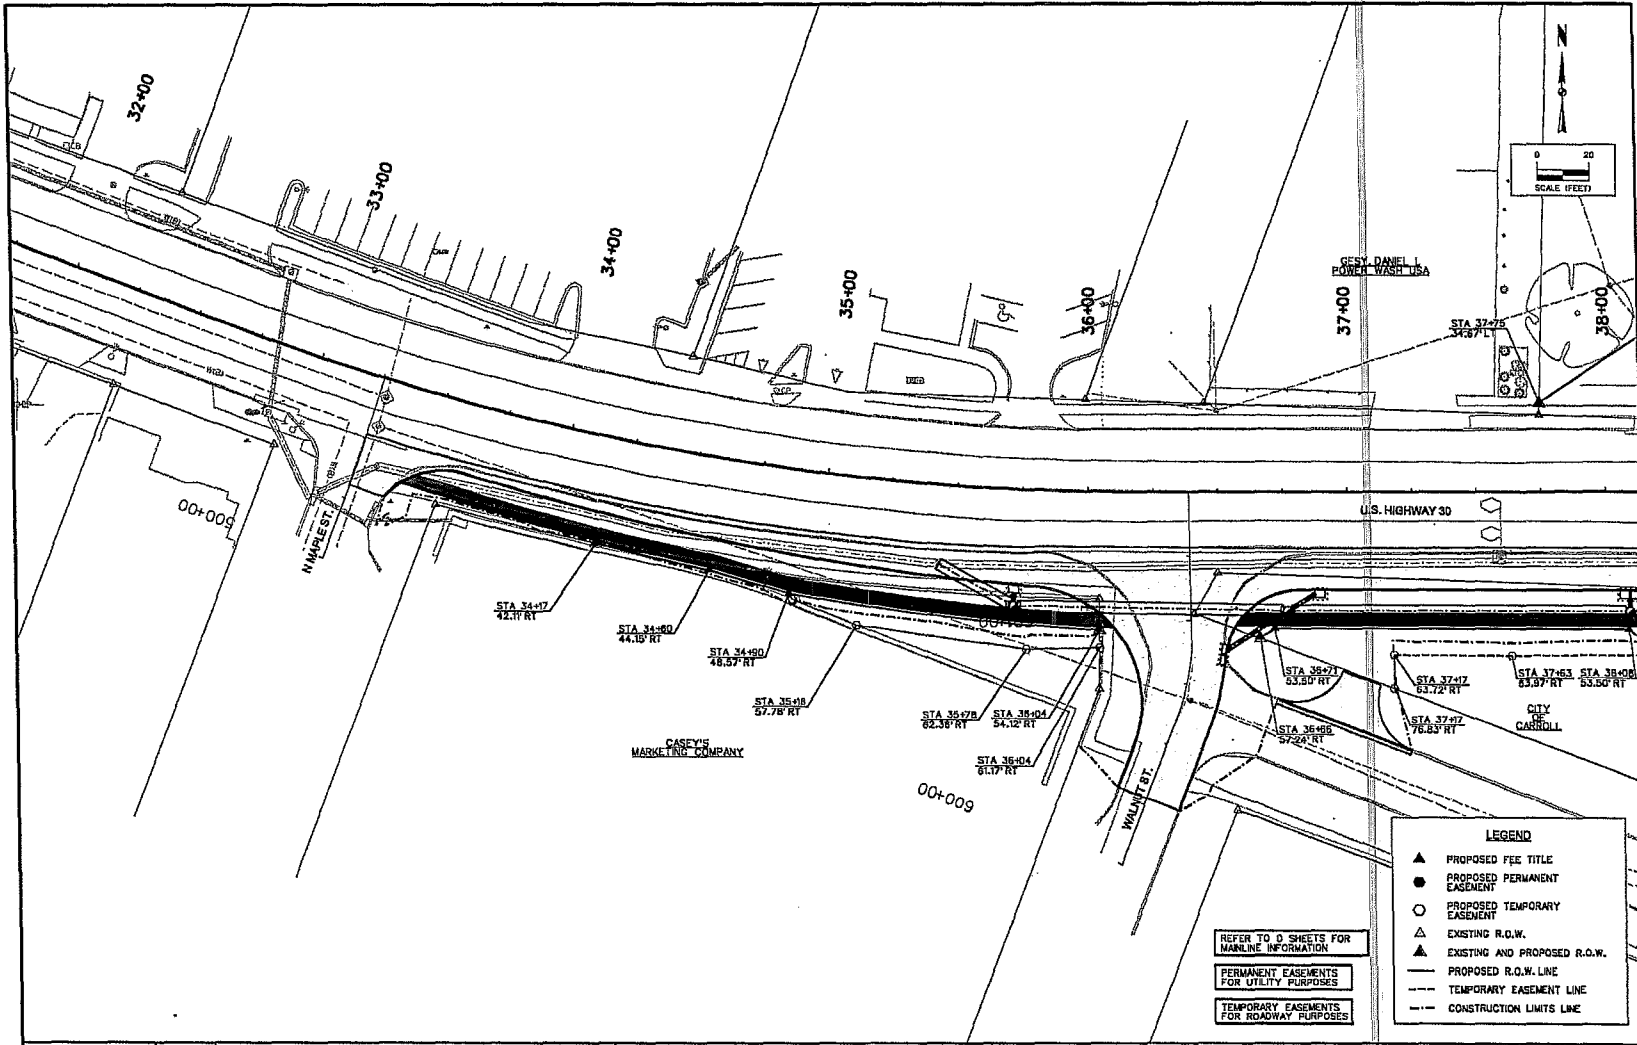 32+00
33+00
34+00
35+00
36+00
37+00
38+00
N
0 20
SCALE (FEET)
GESY, DANIEL L
POWER WASH USA
STA 37+75
34.67' LT
U.S. HIGHWAY 30
500+00
N MAPLE ST.
STA 34+17
42.11' RT
STA 34+60
44.15' RT
STA 34+90
48.57' RT
STA 35+18
57.78' RT
STA 35+78
62.38' RT
STA 36+04
54.12' RT
STA 36+04
61.17' RT
STA 36+71
53.50' RT
STA 36+66
57.24' RT
STA 37+17
63.72' RT
STA 37+17
76.83' RT
STA 37+63
63.97' RT
STA 38+08
53.50' RT
CITY
OF
CARROLL
CASEY'S
MARKETING COMPANY
600+00
WALNUT ST.
LEGEND
PROPOSED FEE TITLE
PROPOSED PERMANENT
EASEMENT
PROPOSED TEMPORARY
EASEMENT
EXISTING R.O.W.
EXISTING AND PROPOSED R.O.W.
PROPOSED R.O.W. LINE
TEMPORARY EASEMENT LINE
CONSTRUCTION LIMITS LINE
REFER TO D SHEETS FOR
MAINLINE INFORMATION
PERMANENT EASEMENTS
FOR UTILITY PURPOSES
TEMPORARY EASEMENTS
FOR ROADWAY PURPOSES